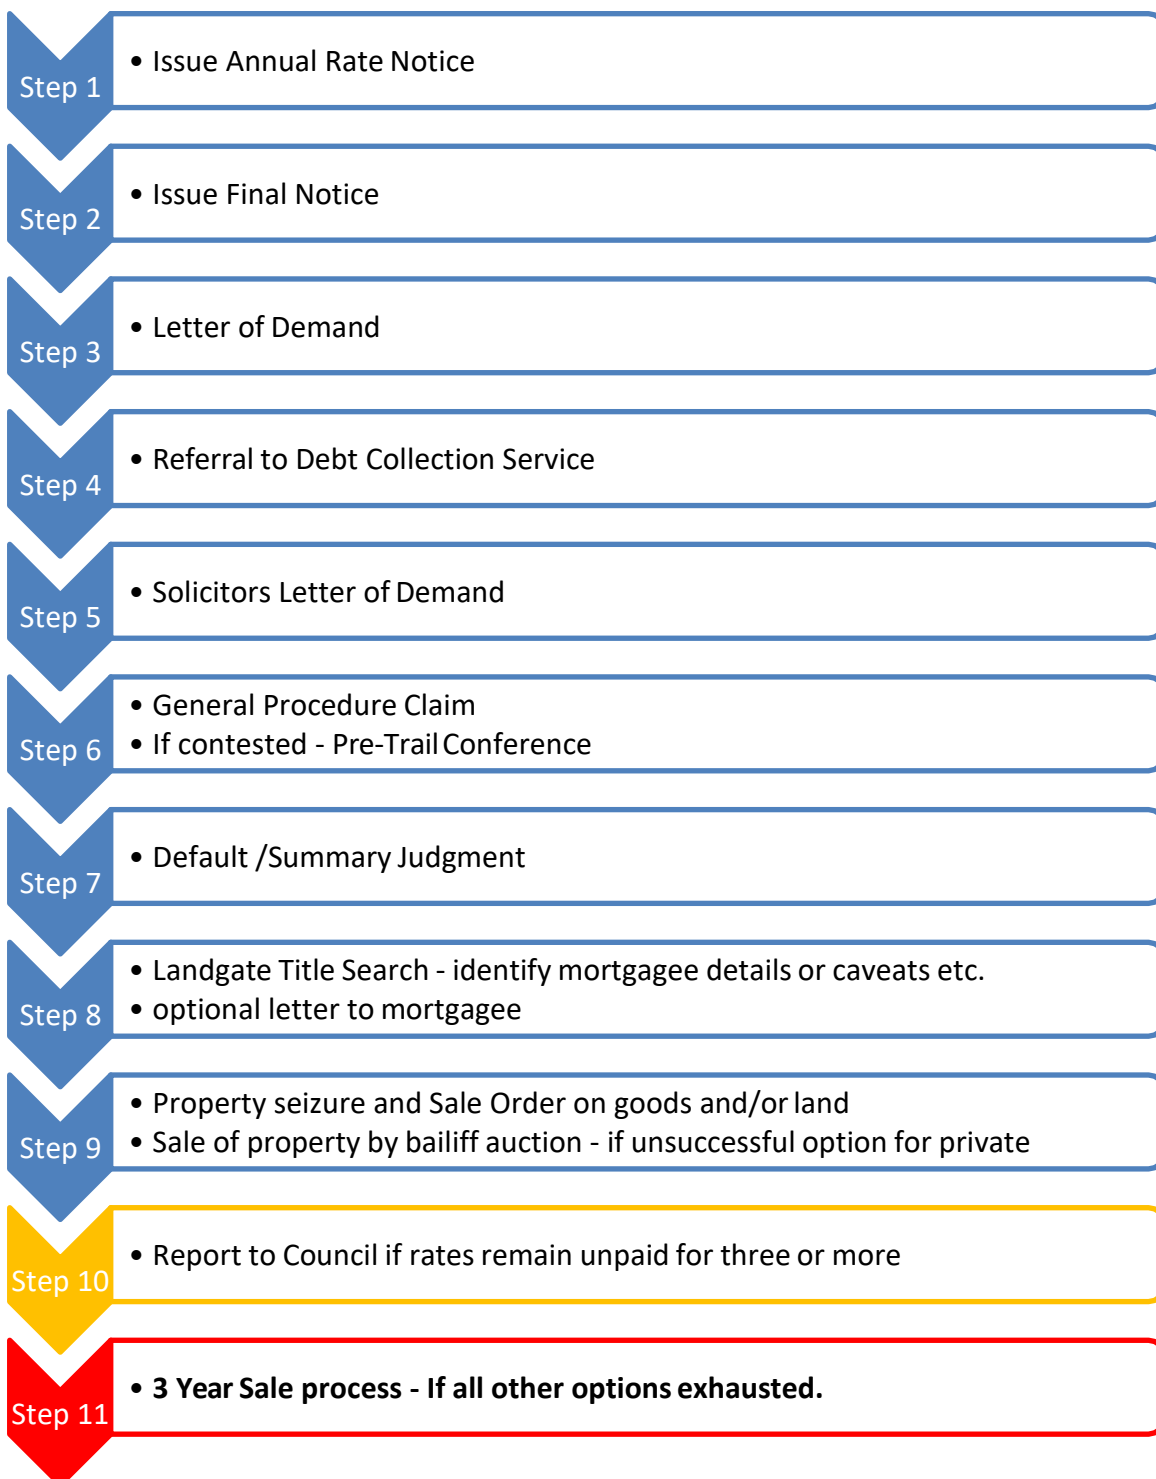 Step 1
• Issue Annual Rate Notice
Step 2
• Issue Final Notice
Step 3
• Letter of Demand
Step 4
• Referral to Debt Collection Service
Step 5
• Solicitors Letter of Demand
Step 6
• General Procedure Claim
• If contested - Pre-Trail Conference
Step 7
• Default /Summary Judgment
Step 8
• Landgate Title Search - identify mortgagee details or caveats etc.
• optional letter to mortgagee
Step 9
• Property seizure and Sale Order on goods and/or land
• Sale of property by bailiff auction - if unsuccessful option for private
Step 10
• Report to Council if rates remain unpaid for three or more
Step 11
• 3 Year Sale process - If all other options exhausted.